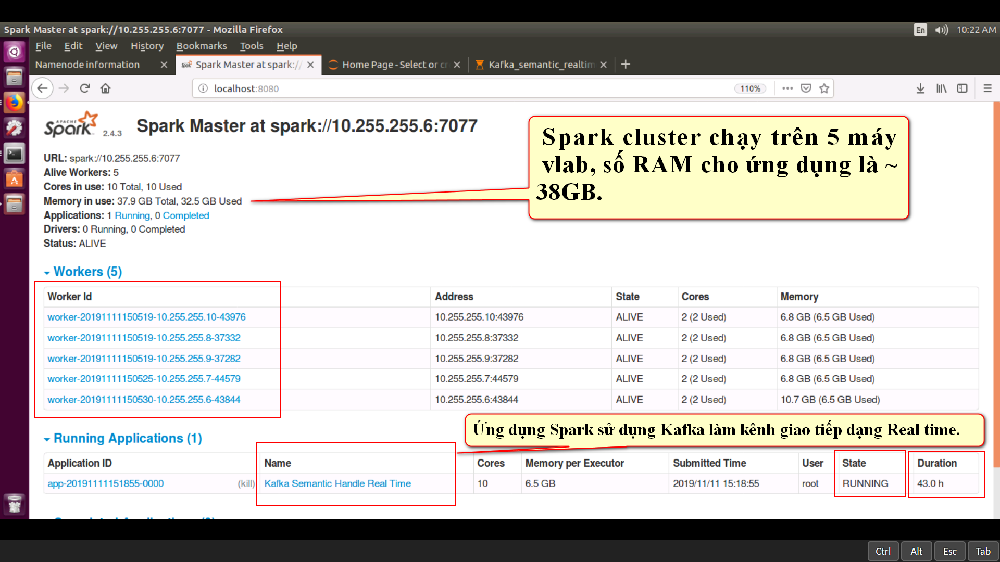 Spark Master at spark://10.255.255.6:7077 - Mozilla Firefox
En
10:22 AM
File Edit View History Bookmarks Tools Help
Namenode information
Spark Master at spark://
Home Page - Select or cr
Kafka_semantic_realtim
localhost:8080
110%
APACHE
Spark 2.4.3
Spark Master at spark://10.255.255.6:7077
URL: spark://10.255.255.6:7077
Alive Workers: 5
Cores in use: 10 Total, 10 Used
Memory in use: 37.9 GB Total, 32.5 GB Used
Applications: 1 Running, 0 Completed
Drivers: 0 Running, 0 Completed
Status: ALIVE
Spark cluster chạy trên 5 máy
vlab, số RAM cho ứng dụng là ~
38GB.
Workers (5)
Worker Id Address State Cores Memory
worker-20191111150519-10.255.255.10-43976 10.255.255.10:43976 ALIVE 2 (2 Used) 6.8 GB (6.5 GB Used)
worker-20191111150519-10.255.255.8-37332 10.255.255.8:37332 ALIVE 2 (2 Used) 6.8 GB (6.5 GB Used)
worker-20191111150519-10.255.255.9-37282 10.255.255.9:37282 ALIVE 2 (2 Used) 6.8 GB (6.5 GB Used)
worker-20191111150525-10.255.255.7-44579 10.255.255.7:44579 ALIVE 2 (2 Used) 6.8 GB (6.5 GB Used)
worker-20191111150530-10.255.255.6-43844 10.255.255.6:43844 ALIVE 2 (2 Used) 10.7 GB (6.5 GB Used)
Ứng dụng Spark sử dụng Kafka làm kênh giao tiếp dạng Real time.
Running Applications (1)
Application ID Name Cores Memory per Executor Submitted Time User State Duration
app-20191111151855-0000 (kill) Kafka Semantic Handle Real Time 10 6.5 GB 2019/11/11 15:18:55 root RUNNING 43.0 h
Ctrl Alt Esc Tab